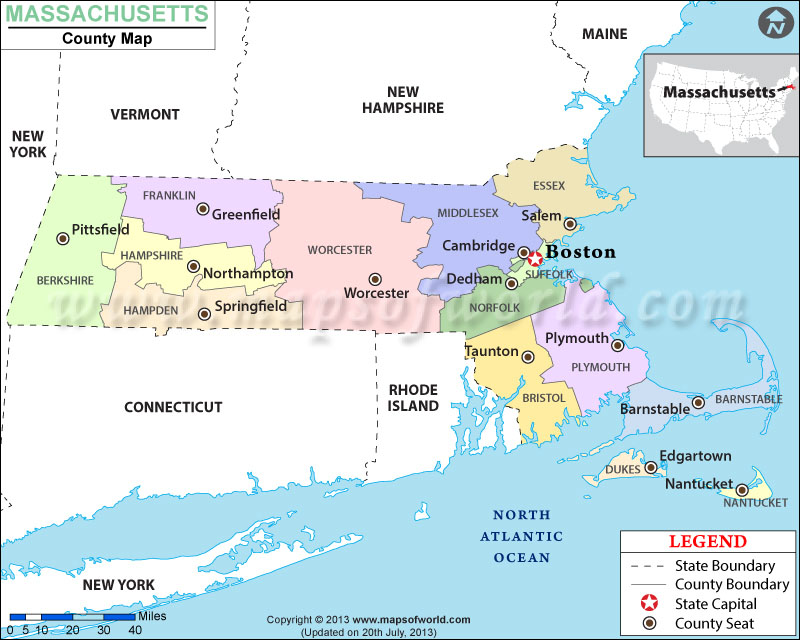 MASSACHUSETTS
County Map
N
MAINE
VERMONT
NEW
HAMPSHIRE
NEW
YORK
Massachusetts
FRANKLIN
Greenfield
Pittsfield
BERKSHIRE
HAMPSHIRE
Northampton
HAMPDEN
Springfield
WORCESTER
Worcester
MIDDLESEX
Cambridge
ESSEX
Salem
Boston
SUFFOLK
Dedham
NORFOLK
www.mapsofworld.com
Taunton
BRISTOL
Plymouth
PLYMOUTH
Barnstable
BARNSTABLE
Edgartown
DUKES
Nantucket
NANTUCKET
CONNECTICUT
RHODE
ISLAND
NORTH
ATLANTIC
OCEAN
NEW YORK
Miles
0 5 10 20 30 40
Copyright © 2013 www.mapsofworld.com
(Updated on 20th July, 2013)
LEGEND
State Boundary
County Boundary
State Capital
County Seat